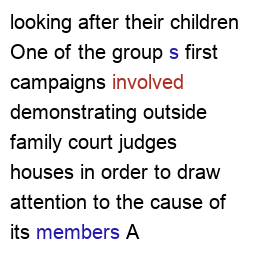 looking after their children
One of the group s first
campaigns involved
demonstrating outside
family court judges
houses in order to draw
attention to the cause of
its members A